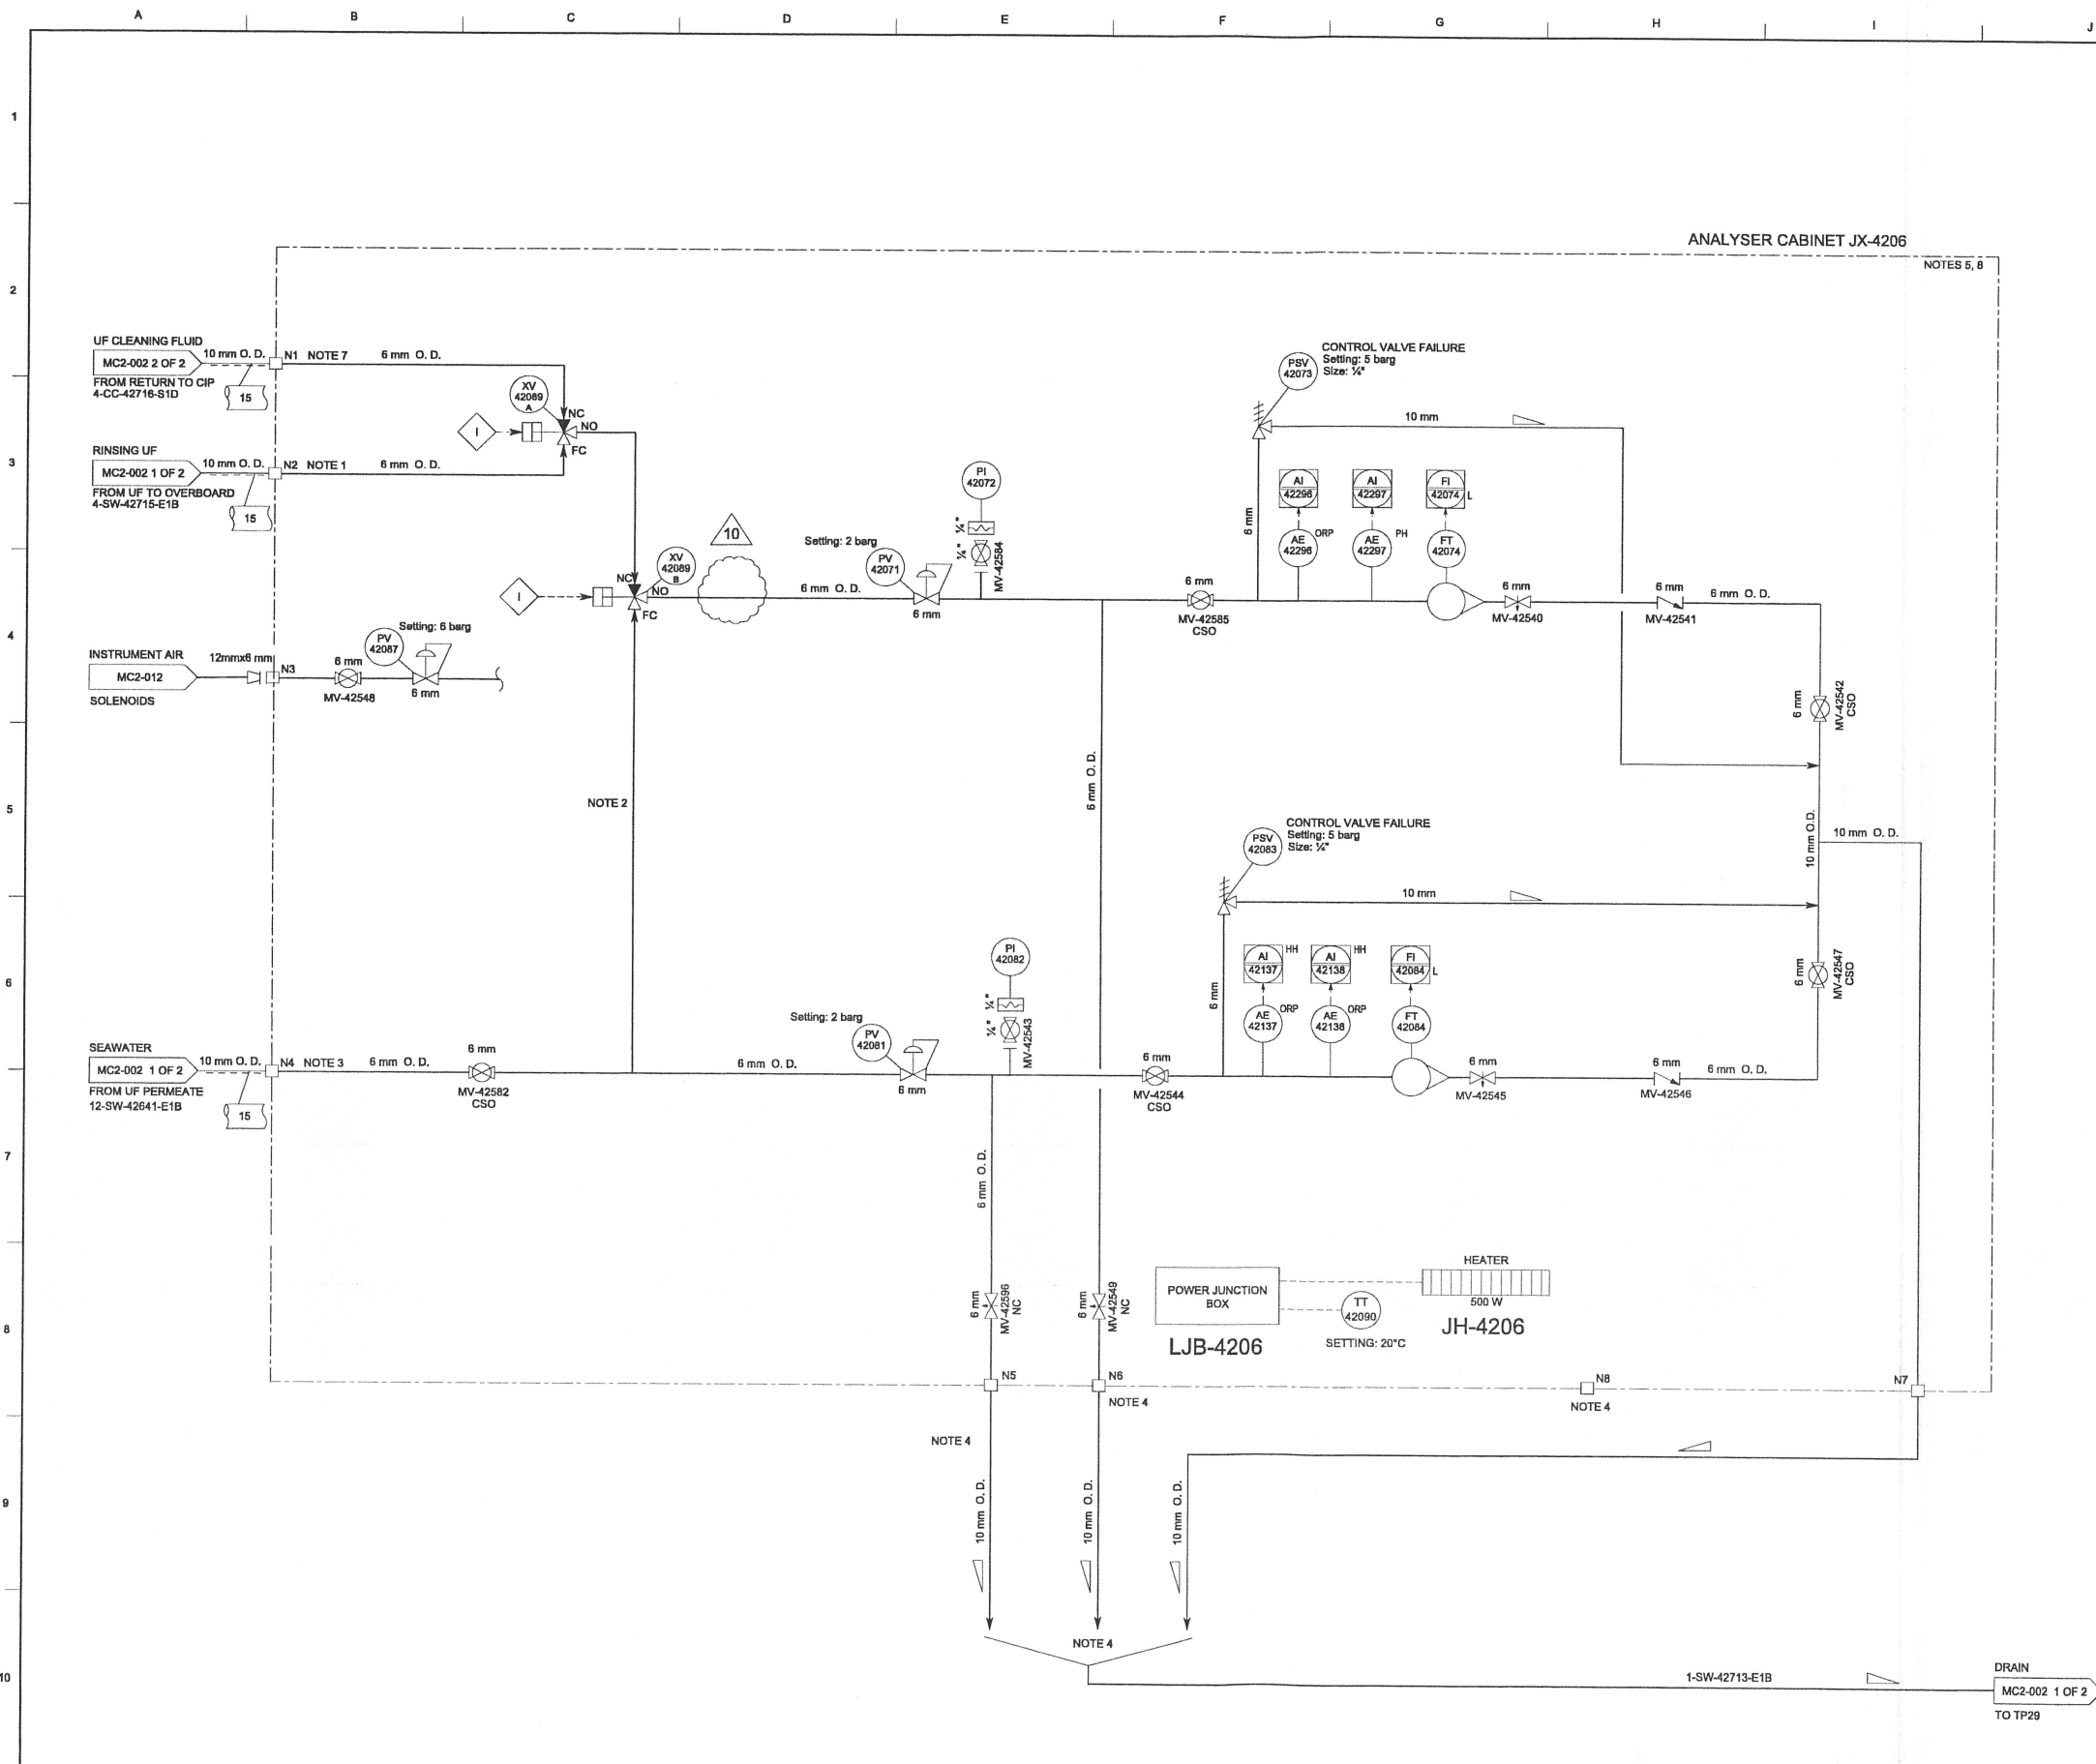 A B C D E F G H I J
1
2
3
4
5
6
7
8
9
10
ANALYSER CABINET JX-4206
NOTES 5, 8
UF CLEANING FLUID
MC2-002 2 OF 2
10 mm O. D.
N1 NOTE 7
6 mm O. D.
FROM RETURN TO CIP
4-CC-42716-S1D
15
XV
42089
A
NC
NO
FC
I
RINSING UF
MC2-002 1 OF 2
10 mm O. D.
N2 NOTE 1
6 mm O. D.
FROM UF TO OVERBOARD
4-SW-42715-E1B
15
XV
42089
B
NC
NO
FC
I
10
6 mm O. D.
Setting: 2 barg
PV
42071
6 mm
PI
42072
¼" ¼"
MV-42584
6 mm
MV-42585
CSO
CONTROL VALVE FAILURE
Setting: 5 barg
Size: ¼"
PSV
42073
10 mm
6 mm
AI
42296
AE
42296
ORP
AI
42297
AE
42297
PH
FI
42074
L
FT
42074
6 mm
MV-42540
6 mm
MV-42541
6 mm O. D.
6 mm
MV-42542
CSO
INSTRUMENT AIR
MC2-012
SOLENOIDS
12mmx6 mm
N3
6 mm
MV-42548
Setting: 6 barg
PV
42087
6 mm
NOTE 2
6 mm O. D.
CONTROL VALVE FAILURE
Setting: 5 barg
Size: ¼"
PSV
42083
10 mm
10 mm O.D.
10 mm O. D.
6 mm
MV-42547
CSO
6 mm
AI
42137
HH
AE
42137
ORP
AI
42138
HH
AE
42138
ORP
FI
42084
L
FT
42084
PI
42082
¼" ¼"
MV-42543
SEAWATER
MC2-002 1 OF 2
10 mm O. D.
N4 NOTE 3
6 mm O. D.
FROM UF PERMEATE
12-SW-42641-E1B
15
6 mm
MV-42582
CSO
6 mm O. D.
Setting: 2 barg
PV
42081
6 mm
6 mm
MV-42544
CSO
6 mm
MV-42545
6 mm
MV-42546
6 mm O. D.
6 mm O. D.
6 mm
MV-42596
NC
6 mm
MV-42549
NC
POWER JUNCTION
BOX
LJB-4206
TT
42090
SETTING: 20°C
HEATER
500 W
JH-4206
N5
N6
NOTE 4
N8
NOTE 4
N7
NOTE 4
10 mm O. D.
10 mm O. D.
10 mm O. D.
NOTE 4
1-SW-42713-E1B
DRAIN
MC2-002 1 OF 2
TO TP29